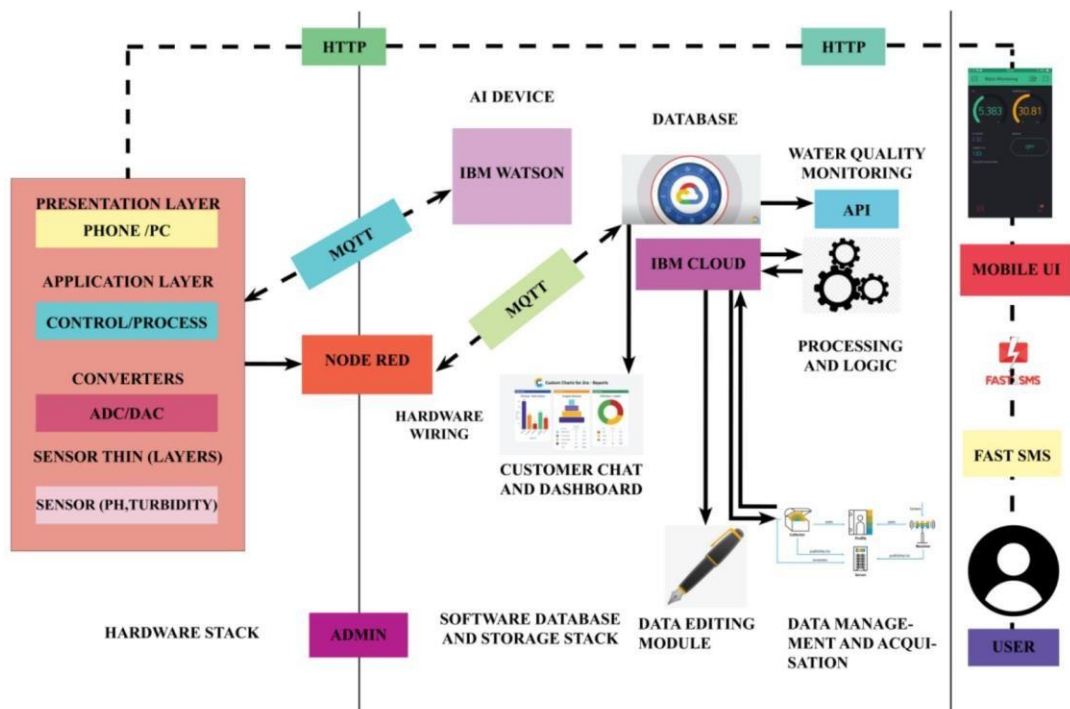 HTTP
HTTP
AI DEVICE
DATABASE
IBM WATSON
WATER QUALITY
MONITORING
API
5.383
30.81
OFF
PRESENTATION LAYER
PHONE /PC
MQTT
APPLICATION LAYER
CONTROL/PROCESS
MQTT
IBM CLOUD
MOBILE UI
NODE RED
PROCESSING
AND LOGIC
FAST SMS
CONVERTERS
ADC/DAC
HARDWARE
WIRING
Custom Charts for Jira - Reports
SENSOR THIN (LAYERS)
CUSTOMER CHAT
AND DASHBOARD
FAST SMS
SENSOR (PH,TURBIDITY)
HARDWARE STACK
ADMIN
SOFTWARE DATABASE
AND STORAGE STACK
DATA EDITING
MODULE
DATA MANAGE-
MENT AND ACQUI-
SATION
USER